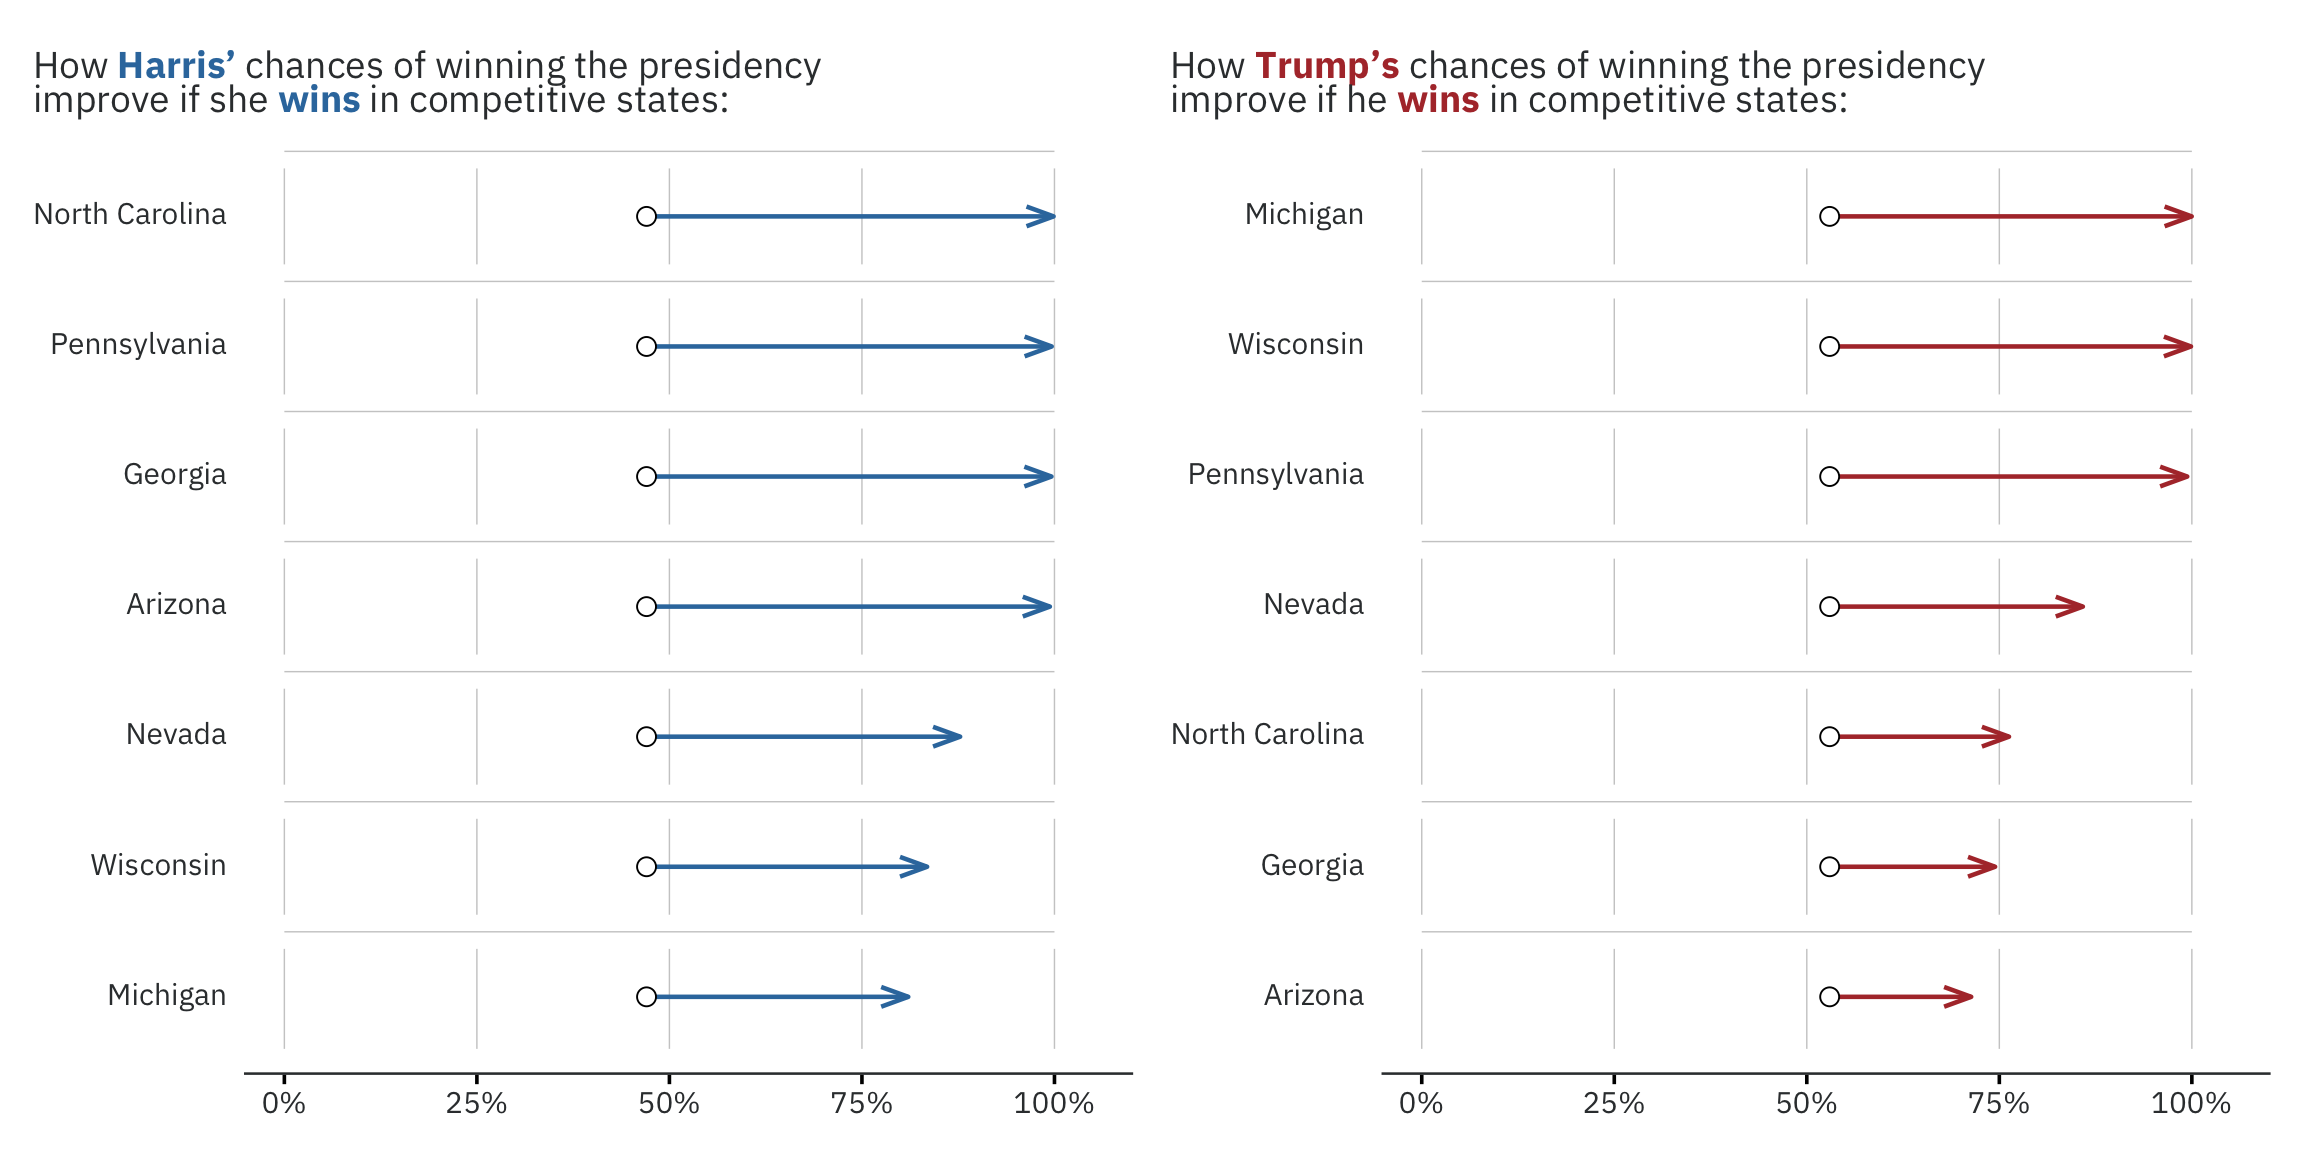 How Harris’ chances of winning the presidency
improve if she wins in competitive states:
North Carolina
Pennsylvania
Georgia
Arizona
Nevada
Wisconsin
Michigan
0% 25% 50% 75% 100%
How Trump’s chances of winning the presidency
improve if he wins in competitive states:
Michigan
Wisconsin
Pennsylvania
Nevada
North Carolina
Georgia
Arizona
0% 25% 50% 75% 100%